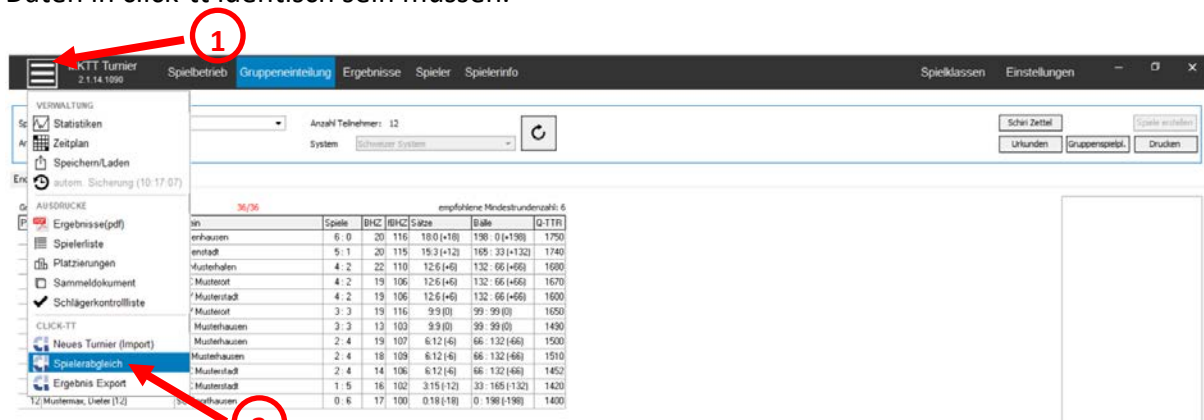 Daten in click-tt identisch sein müssen.
1
MKTT Turnier
2.1.14.1090
Spielbetrieb Gruppeneinteilung Ergebnisse Spieler Spielerinfo Spielklassen Einstellungen
VERWALTUNG
Statistiken
Zeitplan
Speichern/Laden
autom. Sicherung (10:17:07)
AUSDRUCKE
Ergebnisse(pdf)
Spielerliste
Platzierungen
Sammeldokument
Schlägerkontrollliste
CLICK-TT
Neues Turnier (Import)
Spielerabgleich
Ergebnis Export
Anzahl Teilnehmer: 12
System Schweizer System
Schiri Zettel Spiele erstellen
Urkunden Gruppenspielpl. Drucken
36/36 empfohlene Mindestrundenzahl: 6
Spiele BHZ fBHZ Sätze Bälle Q-TTR
enhausen 6 : 0 20 116 18:0 (+18) 198 : 0 (+198) 1750
enstadt 5 : 1 20 115 15:3 (+12) 165 : 33 (+132) 1740
Musterhafen 4 : 2 22 110 12:6 (+6) 132 : 66 (+66) 1680
Musterort 4 : 2 19 106 12:6 (+6) 132 : 66 (+66) 1670
Musterstadt 4 : 2 19 106 12:6 (+6) 132 : 66 (+66) 1600
Musterort 3 : 3 19 116 9:9 (0) 99 : 99 (0) 1650
Musterhausen 3 : 3 13 103 9:9 (0) 99 : 99 (0) 1490
Musterhausen 2 : 4 19 107 6:12 (-6) 66 : 132 (-66) 1500
Musterhausen 2 : 4 18 109 6:12 (-6) 66 : 132 (-66) 1510
Musterstadt 2 : 4 14 106 6:12 (-6) 66 : 132 (-66) 1452
Musterstadt 1 : 5 16 102 3:15 (-12) 33 : 165 (-132) 1420
12 Mustermax, Dieter (12) 0 : 6 17 100 0:18 (-18) 0 : 198 (-198) 1400